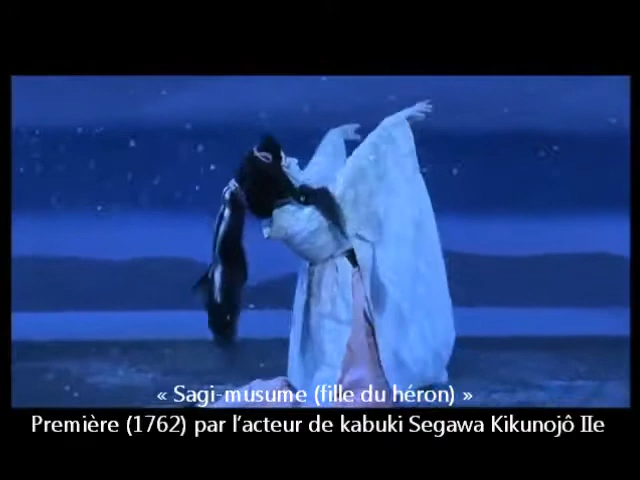 « Sagi-musume (fille du héron) »
Première (1762) par l'acteur de kabuki Segawa Kikunojô IIe